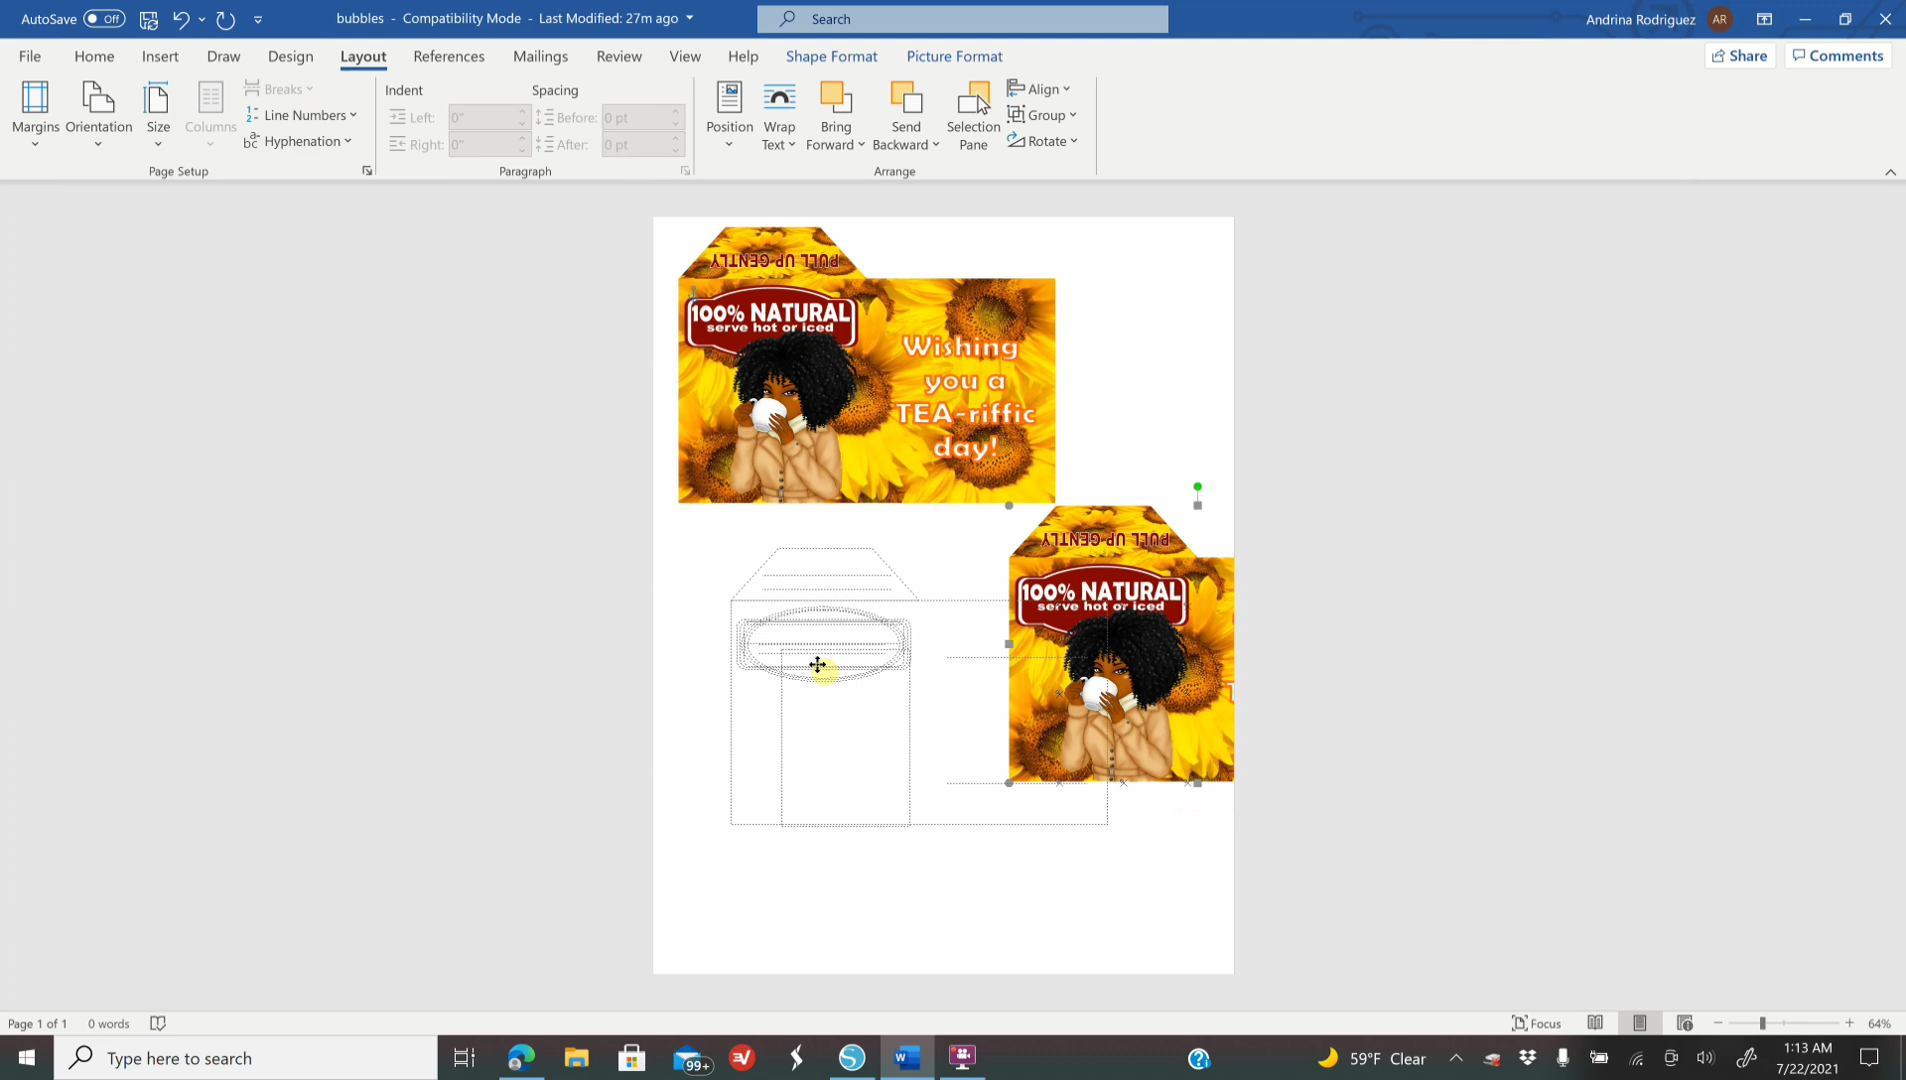 AutoSave Off bubbles - Compatibility Mode - Last Modified: 27m ago Search Andrina Rodriguez AR
File Home Insert Draw Design Layout References Mailings Review View Help Shape Format Picture Format Share Comments
Margins
Orientation
Size
Columns
Breaks
Line Numbers
Hyphenation
Page Setup
Indent
Left: 0"
Right: 0"
Spacing
Before: 0 pt
After: 0 pt
Paragraph
Position
Wrap
Text
Bring
Forward
Send
Backward
Selection
Pane
Align
Group
Rotate
Arrange
PULL UP GENTLY
100% NATURAL
serve hot or iced
Wishing
you a
TEA-riffic
day!
PULL UP GENTLY
100% NATURAL
serve hot or iced
Page 1 of 1 0 words Focus 64%
Type here to search 99+ 59°F Clear 1:13 AM
7/22/2021